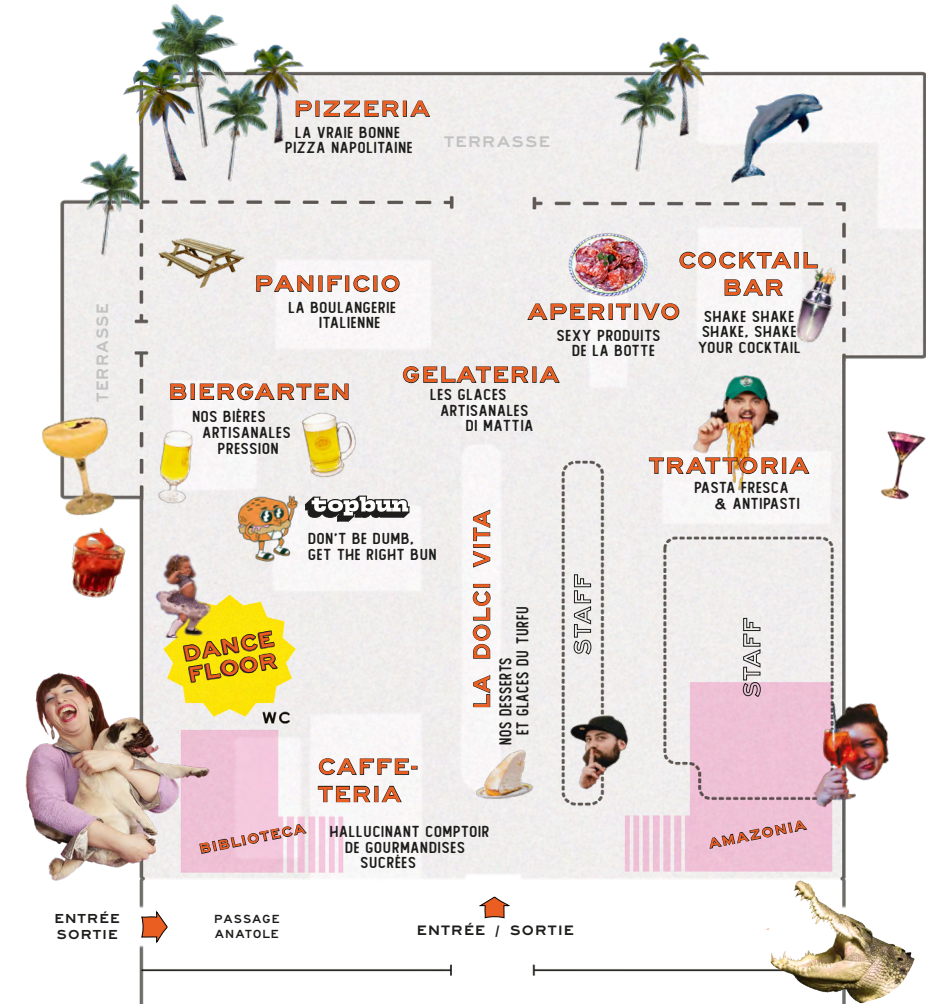 PIZZERIA
LA VRAIE BONNE
PIZZA NAPOLITAINE
TERRASSE
TERRASSE
PANIFICIO
LA BOULANGERIE
ITALIENNE
APERITIVO
SEXY PRODUITS
DE LA BOTTE
COCKTAIL
BAR
SHAKE SHAKE
SHAKE, SHAKE
YOUR COCKTAIL
BIERGARTEN
NOS BIÈRES
ARTISANALES
PRESSION
GELATERIA
LES GLACES
ARTISANALES
DI MATTIA
TRATTORIA
PASTA FRESCA
& ANTIPASTI
topbun
DON'T BE DUMB,
GET THE RIGHT BUN
LA DOLCI VITA
NOS DESSERTS
ET GLACES DU TURFU
STAFF
STAFF
DANCE
FLOOR
WC
CAFFE-
TERIA
HALLUCINANT COMPTOIR
DE GOURMANDISES
SUCRÉES
BIBLIOTECA
AMAZONIA
ENTRÉE
SORTIE
PASSAGE
ANATOLE
ENTRÉE / SORTIE